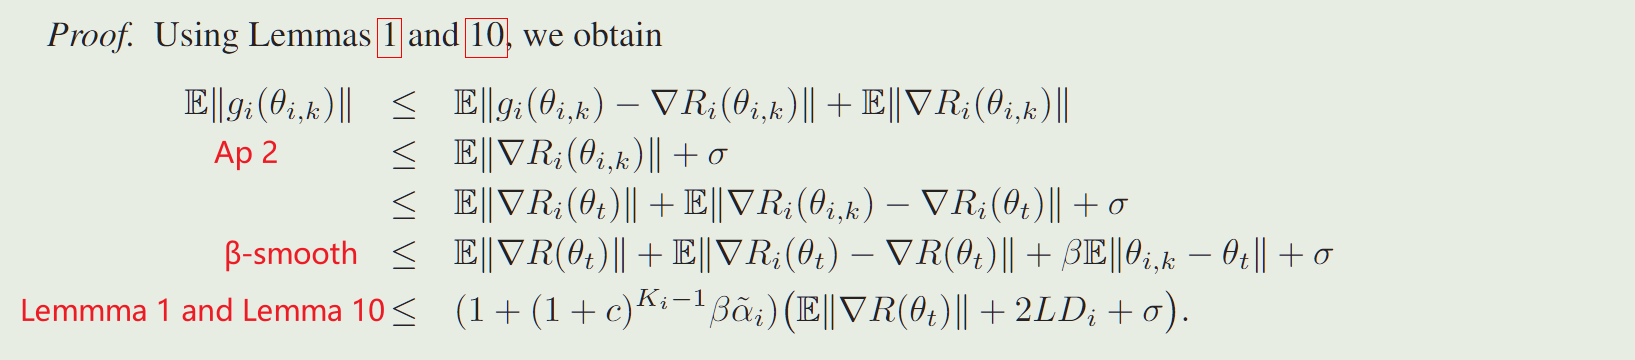 Proof. Using Lemmas 1 and 10, we obtain
𝔼‖g_i(θ_{i,k})‖ ≤ 𝔼‖g_i(θ_{i,k}) − ∇R_i(θ_{i,k})‖ + 𝔼‖∇R_i(θ_{i,k})‖
Ap 2 ≤ 𝔼‖∇R_i(θ_{i,k})‖ + σ
≤ 𝔼‖∇R_i(θ_t)‖ + 𝔼‖∇R_i(θ_{i,k}) − ∇R_i(θ_t)‖ + σ
β-smooth ≤ 𝔼‖∇R(θ_t)‖ + 𝔼‖∇R_i(θ_t) − ∇R(θ_t)‖ + β𝔼‖θ_{i,k} − θ_t‖ + σ
Lemmma 1 and Lemma 10 ≤ (1 + (1 + c)^{K_i−1}βα̃_i)(𝔼‖∇R(θ_t)‖ + 2LD_i + σ).